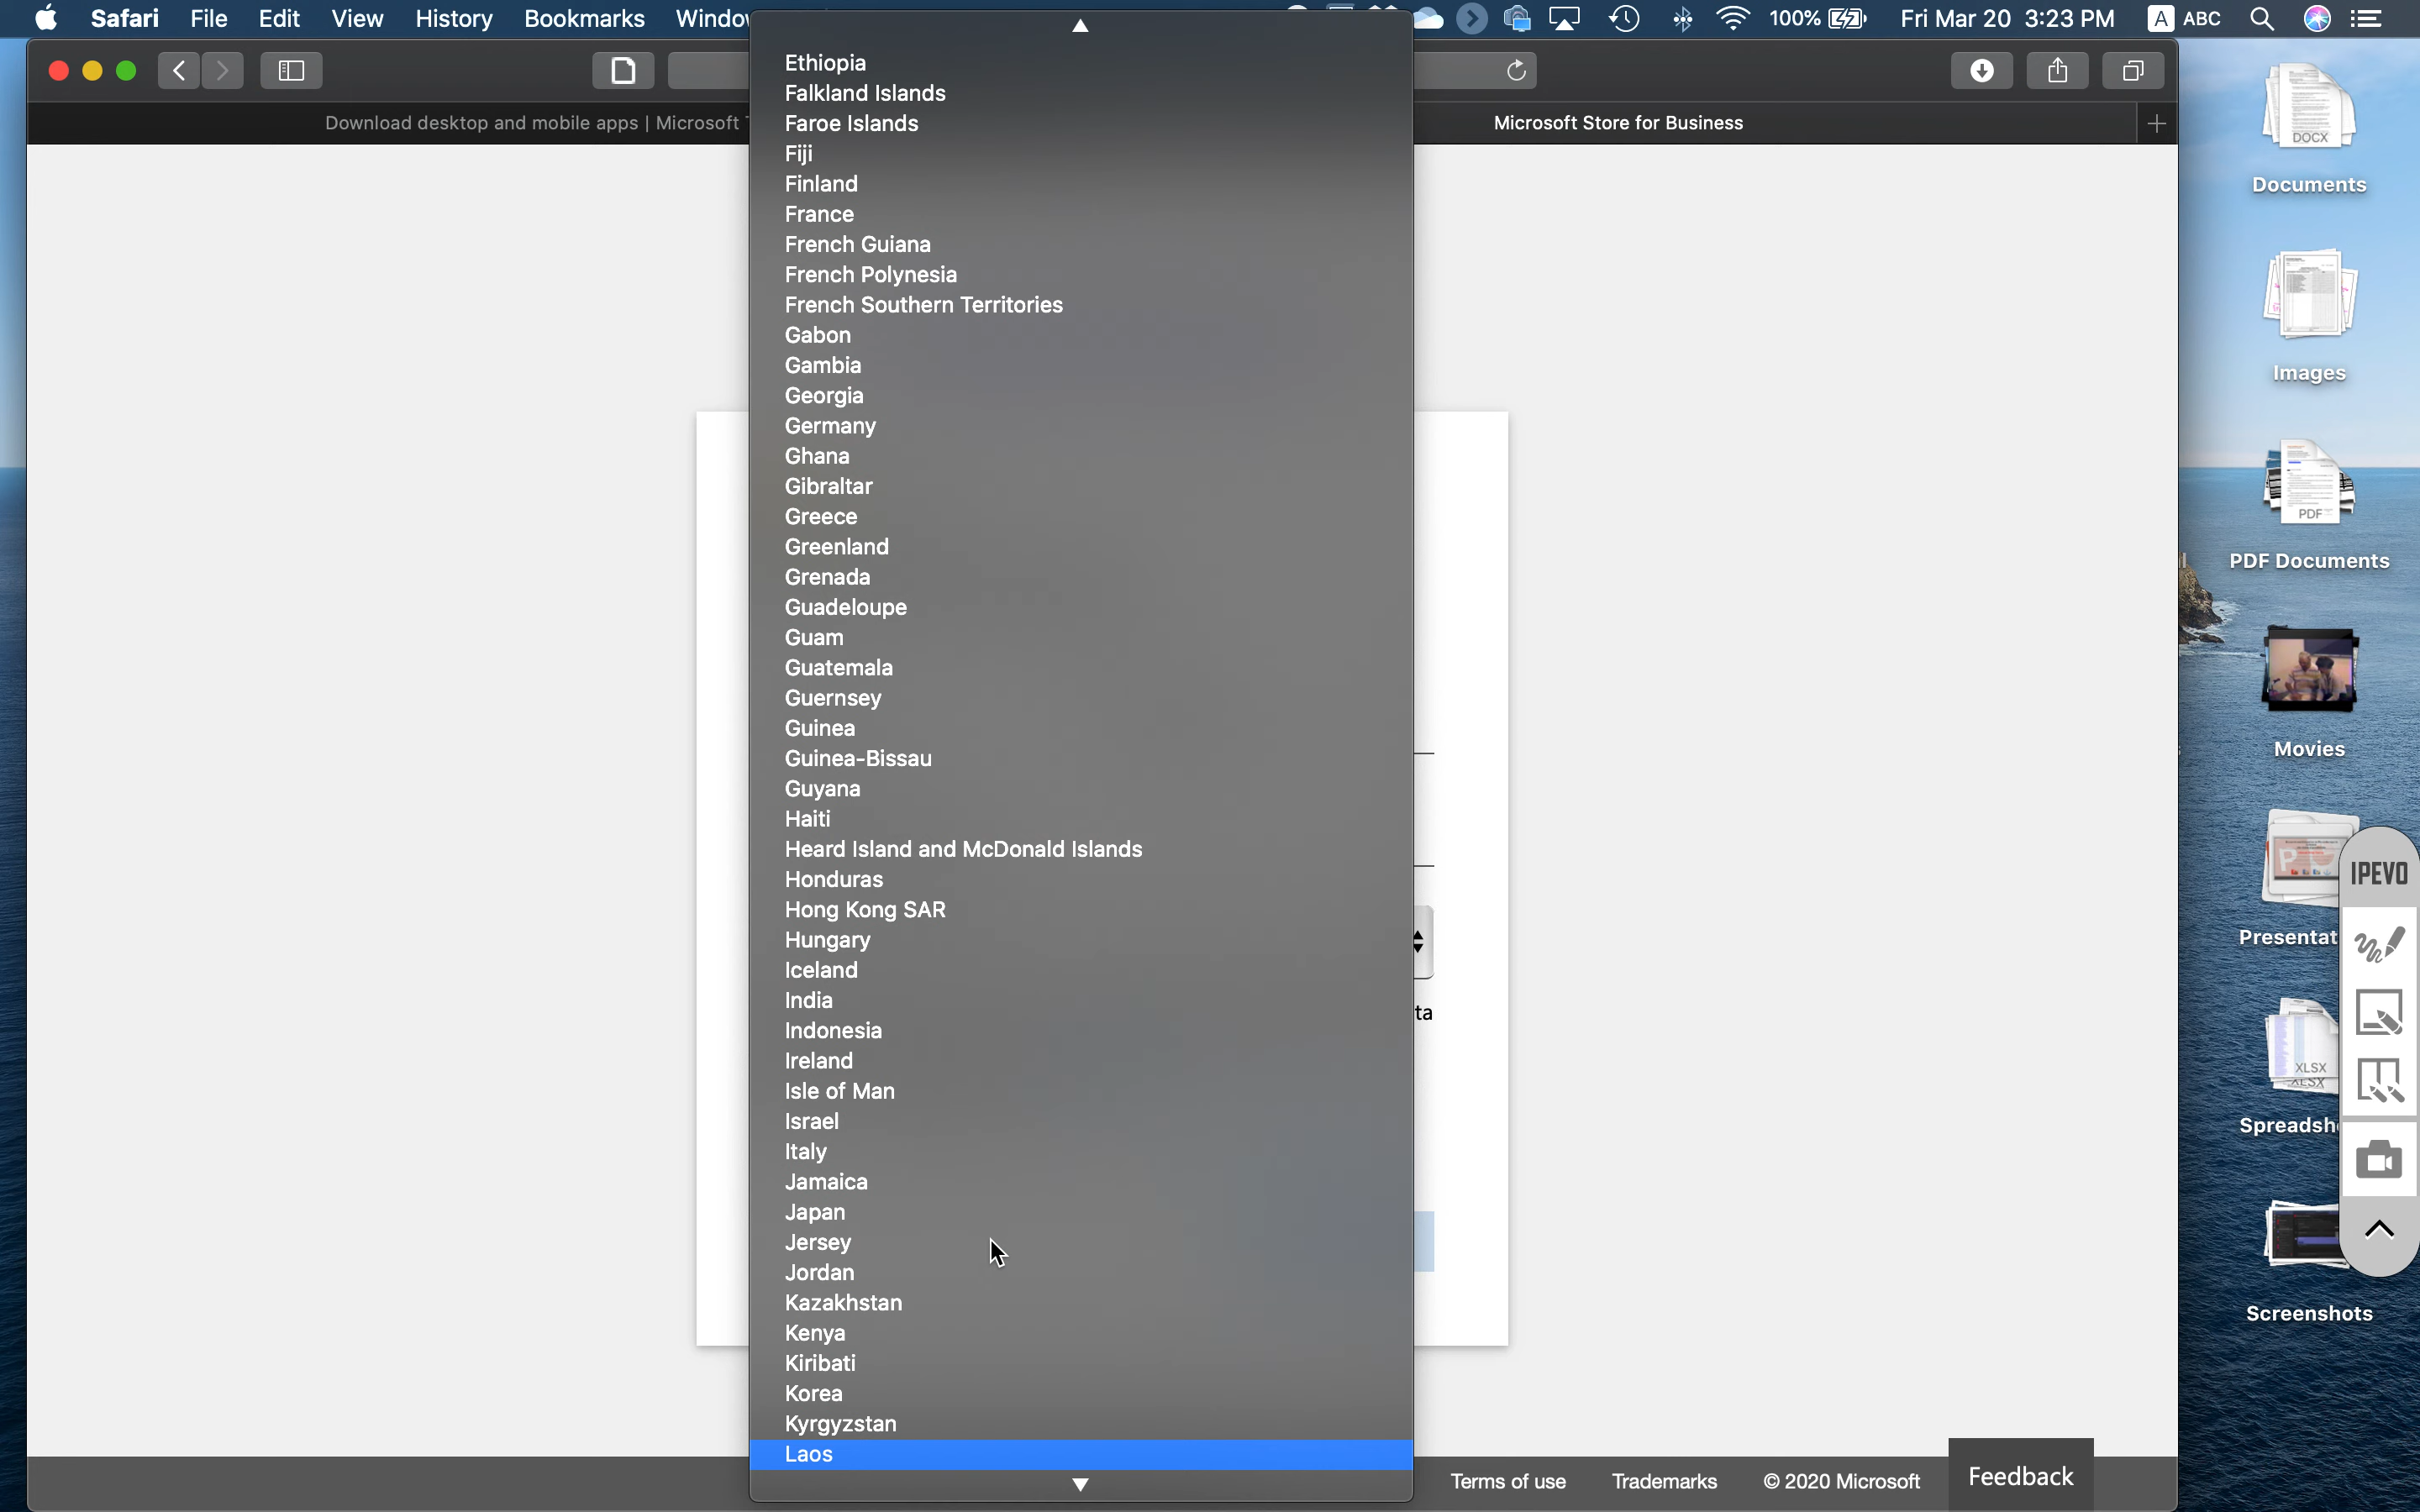 Safari File Edit View History Bookmarks Window
100% Fri Mar 20 3:23 PM A ABC
Download desktop and mobile apps | Microsoft
Microsoft Store for Business
Ethiopia
Falkland Islands
Faroe Islands
Fiji
Finland
France
French Guiana
French Polynesia
French Southern Territories
Gabon
Gambia
Georgia
Germany
Ghana
Gibraltar
Greece
Greenland
Grenada
Guadeloupe
Guam
Guatemala
Guernsey
Guinea
Guinea-Bissau
Guyana
Haiti
Heard Island and McDonald Islands
Honduras
Hong Kong SAR
Hungary
Iceland
India
Indonesia
Ireland
Isle of Man
Israel
Italy
Jamaica
Japan
Jersey
Jordan
Kazakhstan
Kenya
Kiribati
Korea
Kyrgyzstan
Laos
ta
Terms of use Trademarks © 2020 Microsoft Feedback
DOCX
Documents
Images
PDF
PDF Documents
Movies
Presentat
XLSX
XLSX
Spreadsh
Screenshots
IPEVO